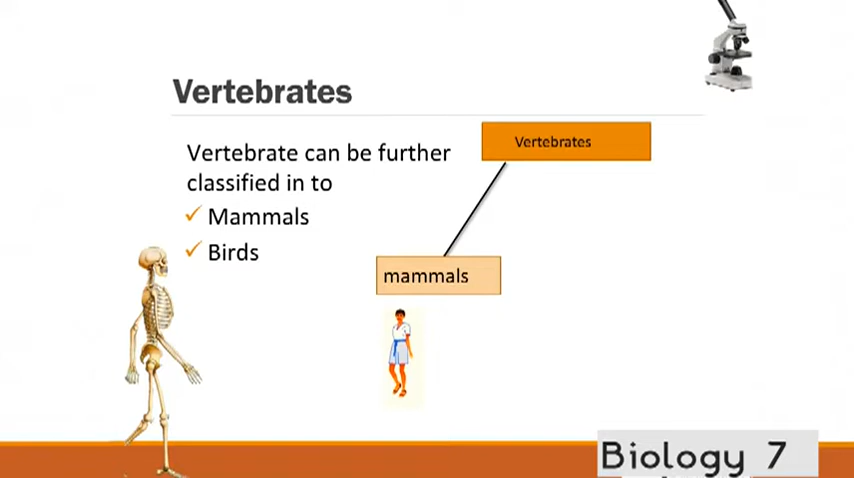 Vertebrates
Vertebrate can be further
classified in to
✓ Mammals
✓ Birds
Vertebrates
mammals
Biology 7